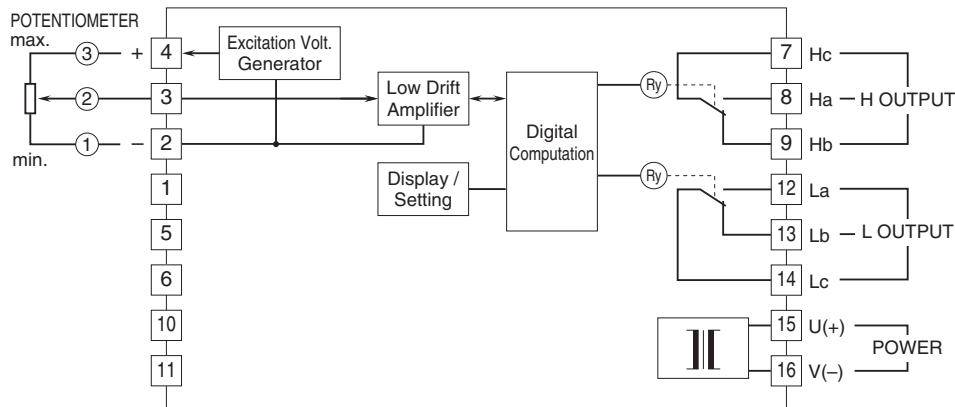 POTENTIOMETER
max.
3
+
4
Excitation Volt.
Generator
2
3
Low Drift
Amplifier
1
−
2
min.
1
5
6
10
11
Display /
Setting
Digital
Computation
Ry
Ry
7 Hc
8 Ha H OUTPUT
9 Hb
12 La
13 Lb L OUTPUT
14 Lc
15 U(+)
POWER
16 V(−)